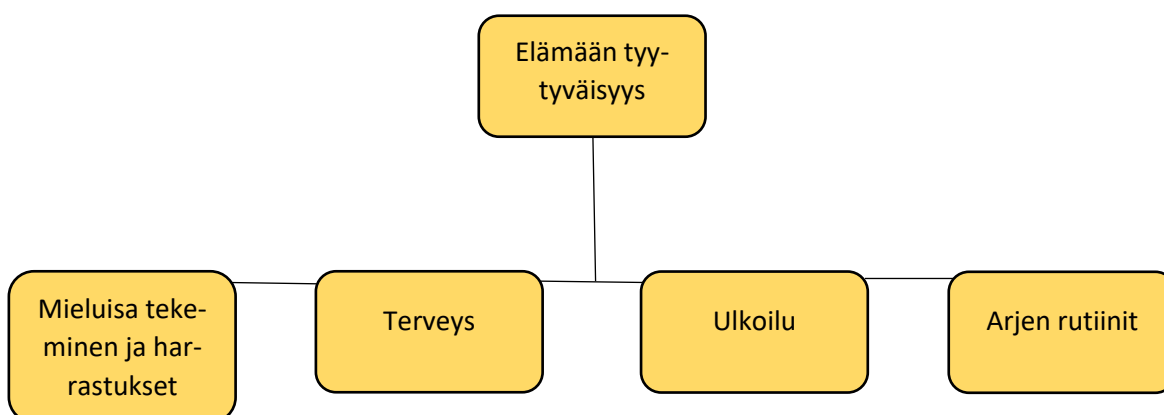 Elämään tyy-
tyväisyys
Mieluisa teke-
minen ja har-
rastukset
Terveys
Ulkoilu
Arjen rutiinit